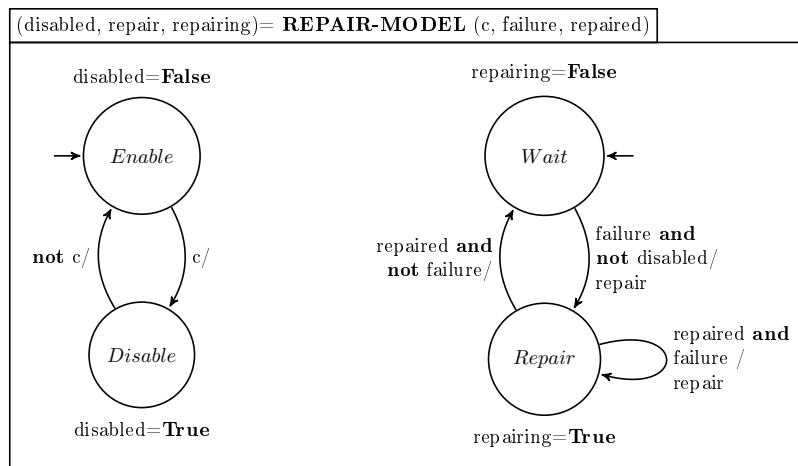 (disabled, repair, repairing)= REPAIR-MODEL (c, failure, repaired)
disabled=False
Enable
not c/
c/
Disable
disabled=True
repairing=False
Wait
repaired and
not failure/
failure and
not disabled/
repair
Repair
repaired and
failure /
repair
repairing=True